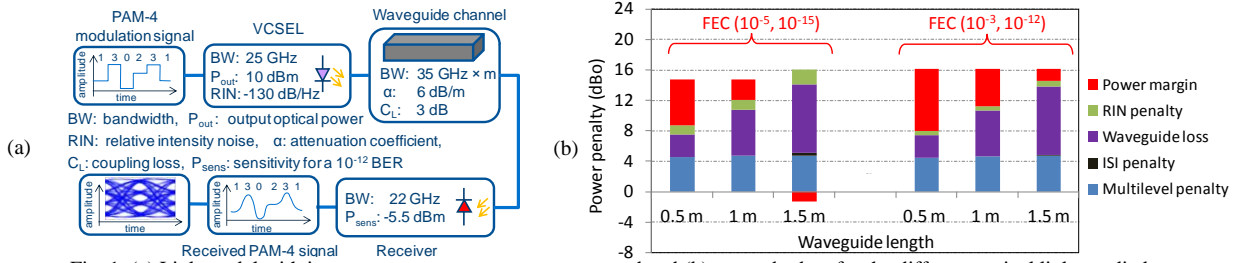 (a)
PAM-4
modulation signal
amplitude
1 3 0 2 3 1
time
VCSEL
BW: 25 GHz
Pout: 10 dBm
RIN: -130 dB/Hz
Waveguide channel
BW: 35 GHz × m
α: 6 dB/m
CL: 3 dB
BW: bandwidth, Pout: output optical power
RIN: relative intensity noise, α: attenuation coefficient,
CL: coupling loss, Psens: sensitivity for a 10-12 BER
amplitude
time
amplitude
1 3 0 2 3 1
time
Received PAM-4 signal
BW: 22 GHz
Psens: -5.5 dBm
Receiver
(b)
Power penalty (dBo)
24
20
16
12
8
4
0
-4
-8
FEC (10-5, 10-15)
FEC (10-3, 10-12)
0.5 m
1 m
1.5 m
0.5 m
1 m
1.5 m
Waveguide length
Power margin
RIN penalty
Waveguide loss
ISI penalty
Multilevel penalty